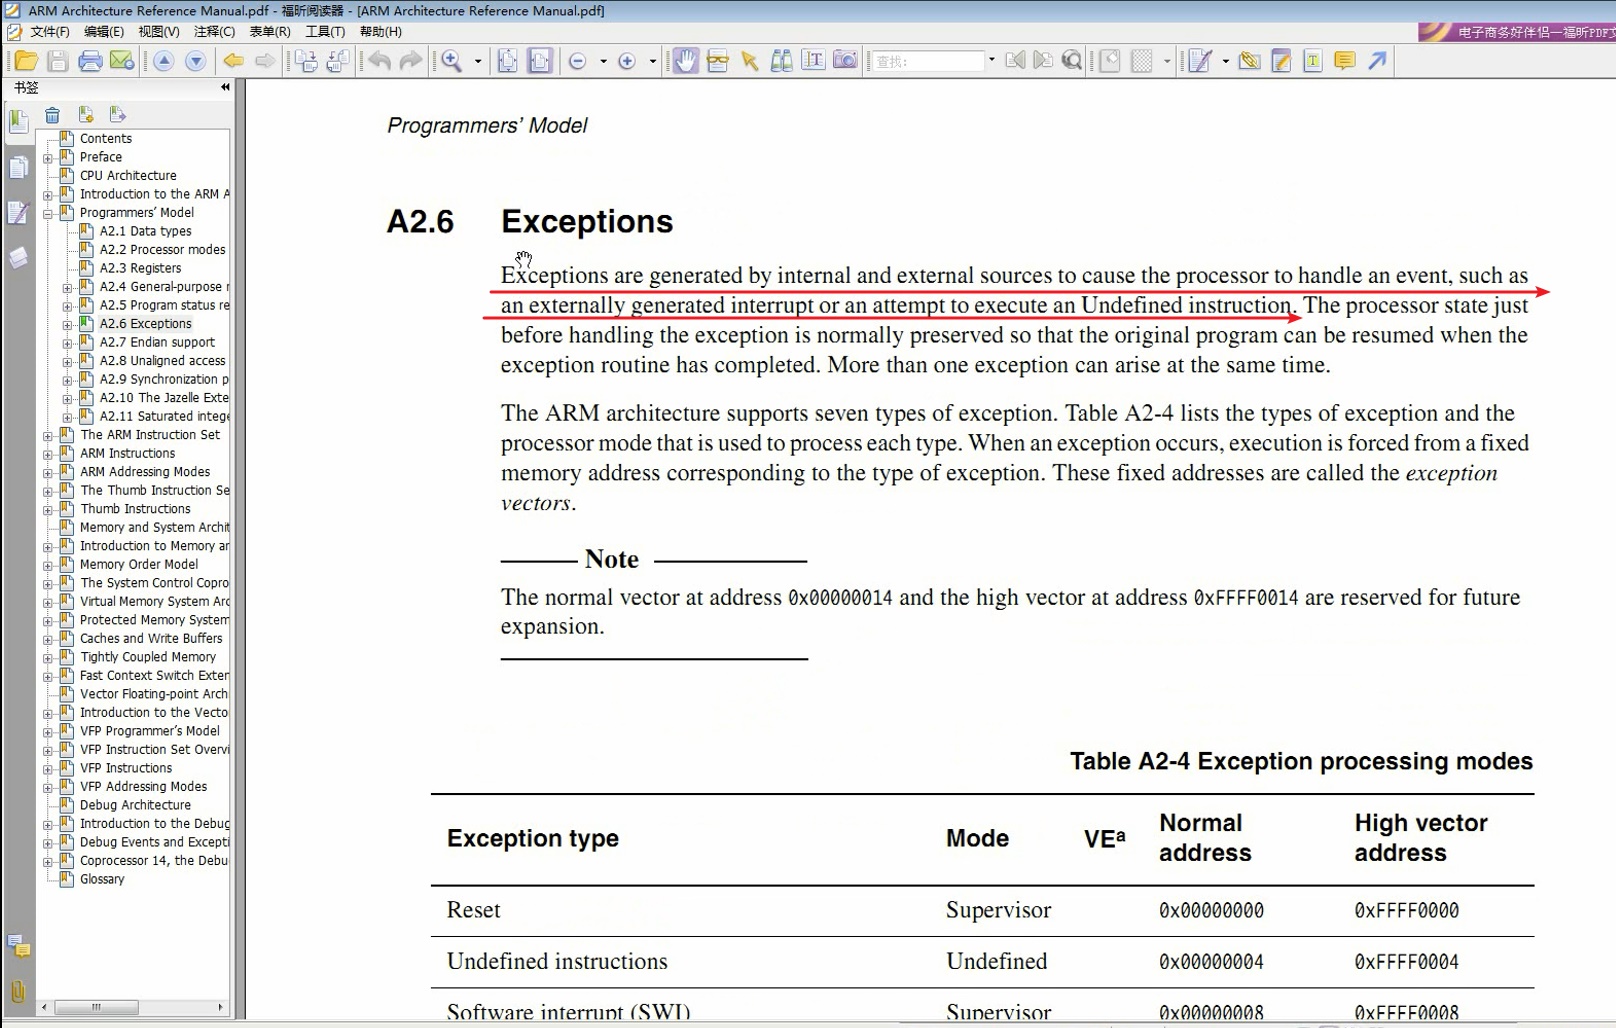 ARM Architecture Reference Manual.pdf - 福昕阅读器 - [ARM Architecture Reference Manual.pdf]
文件(F) 编辑(E) 视图(V) 注释(C) 表单(R) 工具(T) 帮助(H)
电子商务好伴侣—福昕PDF
查找:
书签
Contents
Preface
CPU Architecture
Introduction to the ARM A
Programmers' Model
A2.1 Data types
A2.2 Processor modes
A2.3 Registers
A2.4 General-purpose r
A2.5 Program status re
A2.6 Exceptions
A2.7 Endian support
A2.8 Unaligned access
A2.9 Synchronization p
A2.10 The Jazelle Exte
A2.11 Saturated intege
The ARM Instruction Set
ARM Instructions
ARM Addressing Modes
The Thumb Instruction Se
Thumb Instructions
Memory and System Archit
Introduction to Memory ar
Memory Order Model
The System Control Copro
Virtual Memory System Arc
Protected Memory System
Caches and Write Buffers
Tightly Coupled Memory
Fast Context Switch Exter
Vector Floating-point Arch
Introduction to the Vecto
VFP Programmer's Model
VFP Instruction Set Overvi
VFP Instructions
VFP Addressing Modes
Debug Architecture
Introduction to the Debug
Debug Events and Excepti
Coprocessor 14, the Debu
Glossary
Programmers' Model
A2.6 Exceptions
Exceptions are generated by internal and external sources to cause the processor to handle an event, such as
an externally generated interrupt or an attempt to execute an Undefined instruction. The processor state just
before handling the exception is normally preserved so that the original program can be resumed when the
exception routine has completed. More than one exception can arise at the same time.
The ARM architecture supports seven types of exception. Table A2-4 lists the types of exception and the
processor mode that is used to process each type. When an exception occurs, execution is forced from a fixed
memory address corresponding to the type of exception. These fixed addresses are called the exception
vectors.
Note
The normal vector at address 0x00000014 and the high vector at address 0xFFFF0014 are reserved for future
expansion.
Table A2-4 Exception processing modes
Exception type Mode VEa Normal address High vector address
Reset Supervisor 0x00000000 0xFFFF0000
Undefined instructions Undefined 0x00000004 0xFFFF0004
Software interrupt (SWI) Supervisor 0x00000008 0xFFFF0008